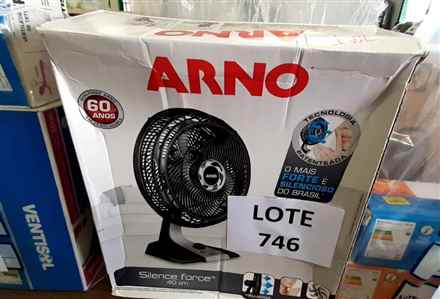 ARNO
60
ANOS
TECNOLOGIA
PATENTEADA
O MAIS
FORTE E
SILENCIOSO
DO BRASIL*
ARNO
LOTE
746
Silence force
40 cm
VENTISOL